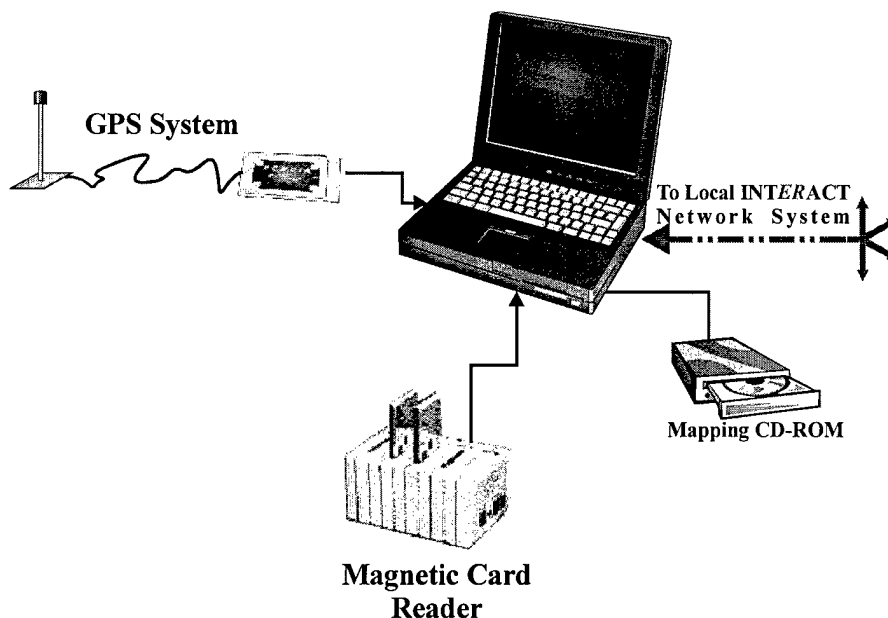 GPS System
To Local INTERACT
Network System
Mapping CD-ROM
Magnetic Card
Reader